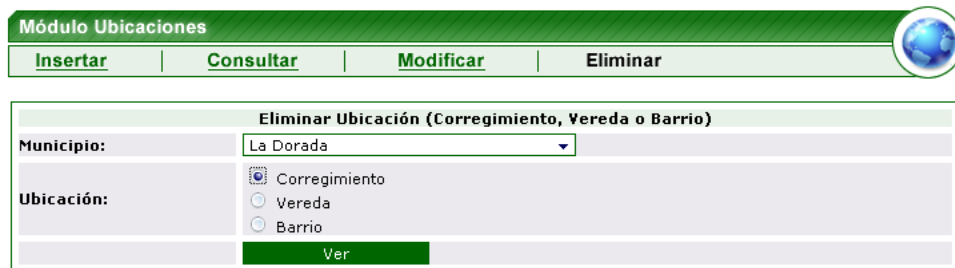 Módulo Ubicaciones
Insertar | Consultar | Modificar | Eliminar
Eliminar Ubicación (Corregimiento, Vereda o Barrio)
Municipio: La Dorada
Ubicación:
Corregimiento
Vereda
Barrio
Ver